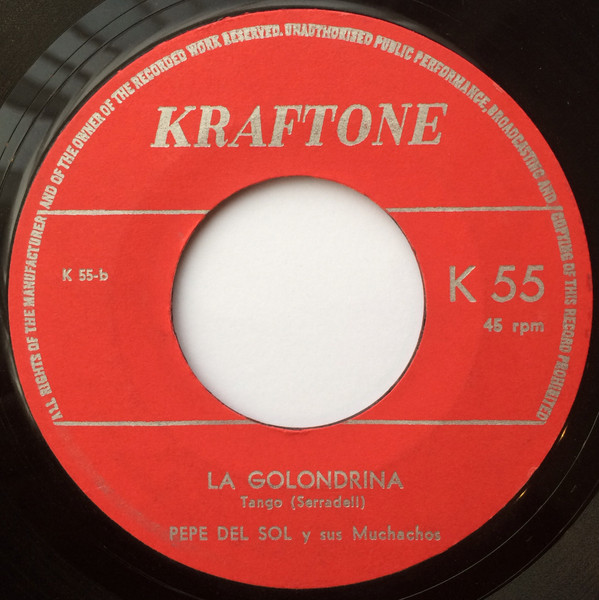 ALL RIGHTS OF THE MANUFACTURER AND OF THE OWNER OF THE RECORDED WORK RESERVED. UNAUTHORISED PUBLIC PERFORMANCE, BROADCASTING AND COPYING OF THIS RECORD PROHIBITED
KRAFTONE
K 55-b
K 55
45 rpm
LA GOLONDRINA
Tango (Serradell)
PEPE DEL SOL y sus Muchachos